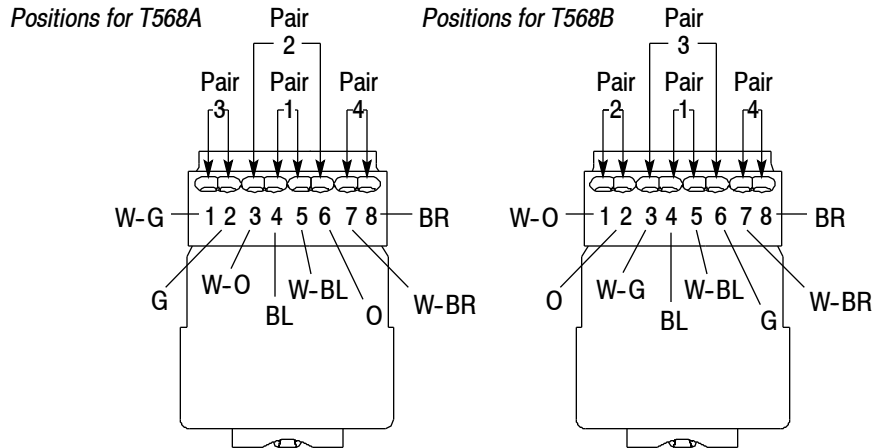 Positions for T568A
Pair
2
Pair
3
Pair
1
Pair
4
W-G 1 2 3 4 5 6 7 8 BR
G
W-O
BL
W-BL
O
W-BR
Positions for T568B
Pair
3
Pair
2
Pair
1
Pair
4
W-O 1 2 3 4 5 6 7 8 BR
O
W-G
BL
W-BL
G
W-BR